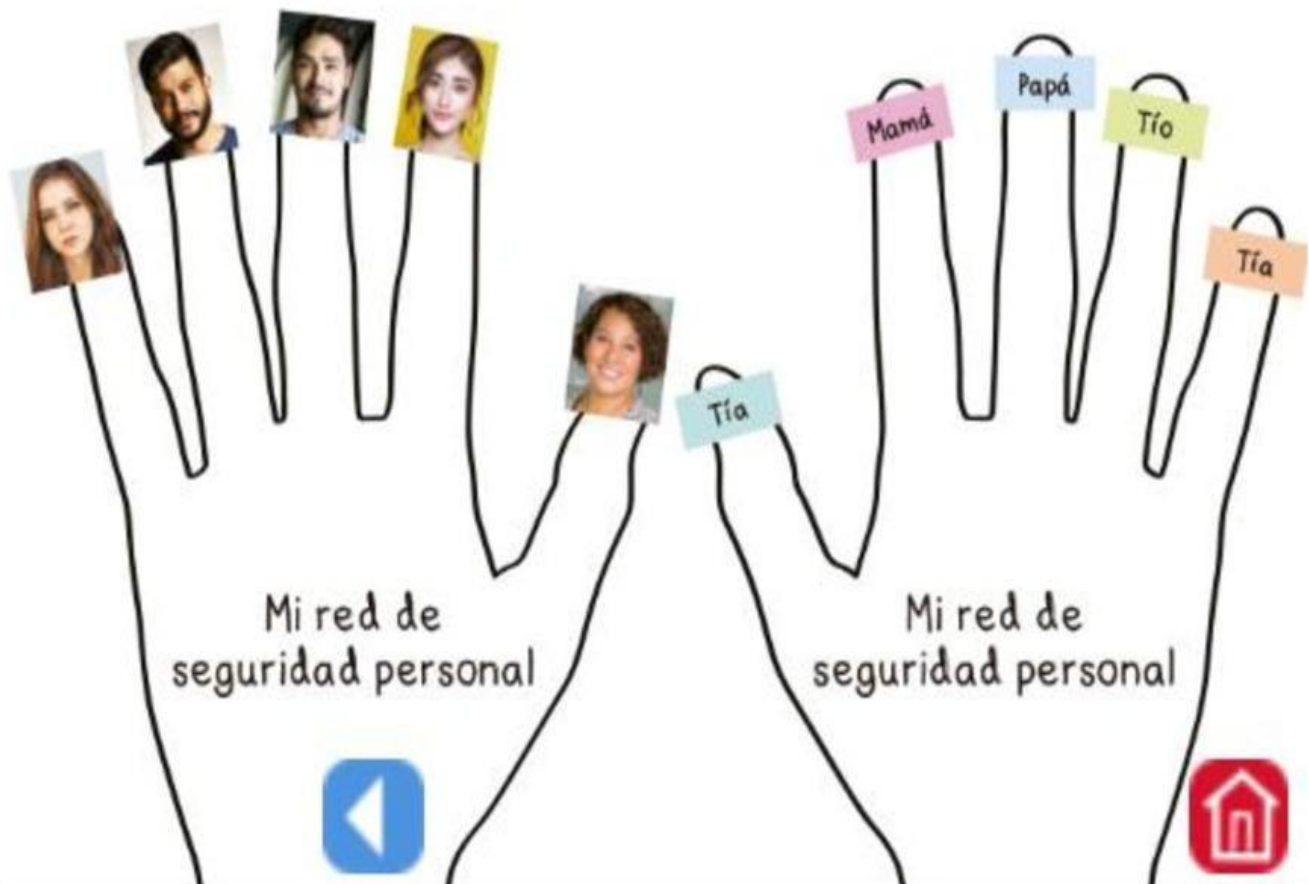 Mamá
Papá
Tío
Tía
Tía
Mi red de
seguridad personal
Mi red de
seguridad personal